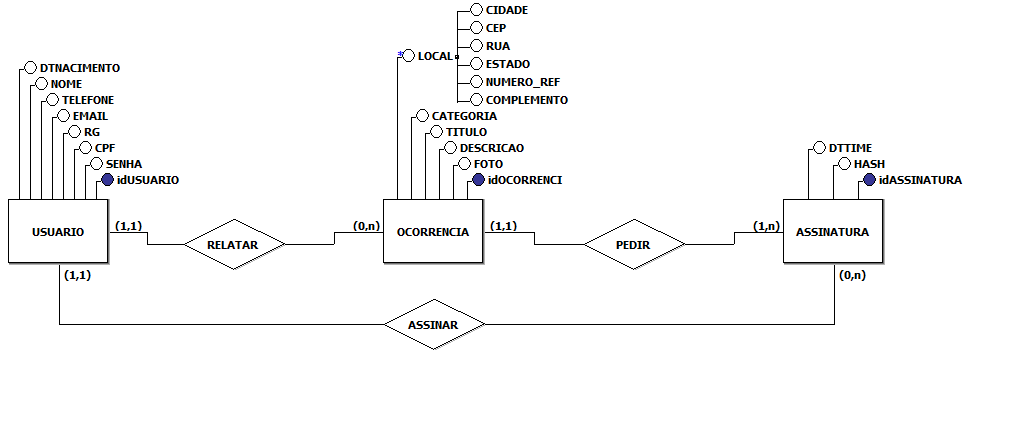 CIDADE
CEP
RUA
* LOCAL
ESTADO
NUMERO_REF
COMPLEMENTO
DTNACIMENTO
NOME
TELEFONE
EMAIL
RG
CPF
SENHA
idUSUARIO
CATEGORIA
TITULO
DESCRICAO
FOTO
idOCORRENCI
DTTIME
HASH
idASSINATURA
USUARIO
(1,1)
RELATAR
(0,n)
OCORRENCIA
(1,1)
PEDIR
(1,n)
ASSINATURA
(1,1)
(0,n)
ASSINAR